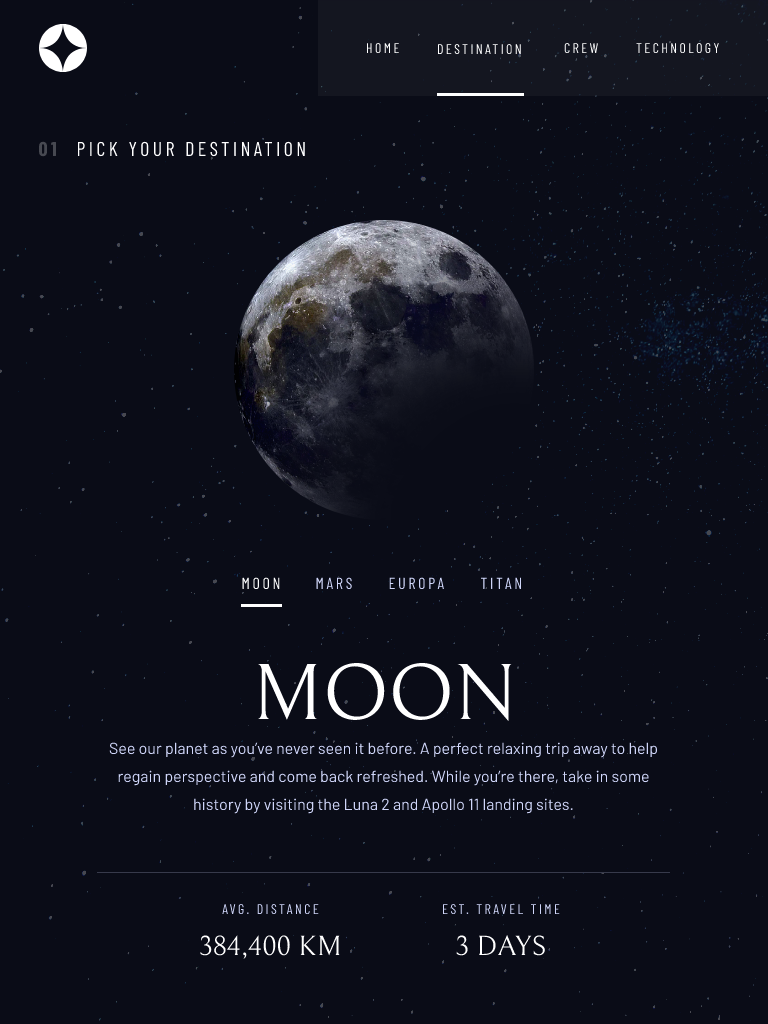 HOME DESTINATION CREW TECHNOLOGY
01 PICK YOUR DESTINATION
MOON MARS EUROPA TITAN
MOON
See our planet as you’ve never seen it before. A perfect relaxing trip away to help
regain perspective and come back refreshed. While you’re there, take in some
history by visiting the Luna 2 and Apollo 11 landing sites.
AVG. DISTANCE EST. TRAVEL TIME
384,400 KM 3 DAYS